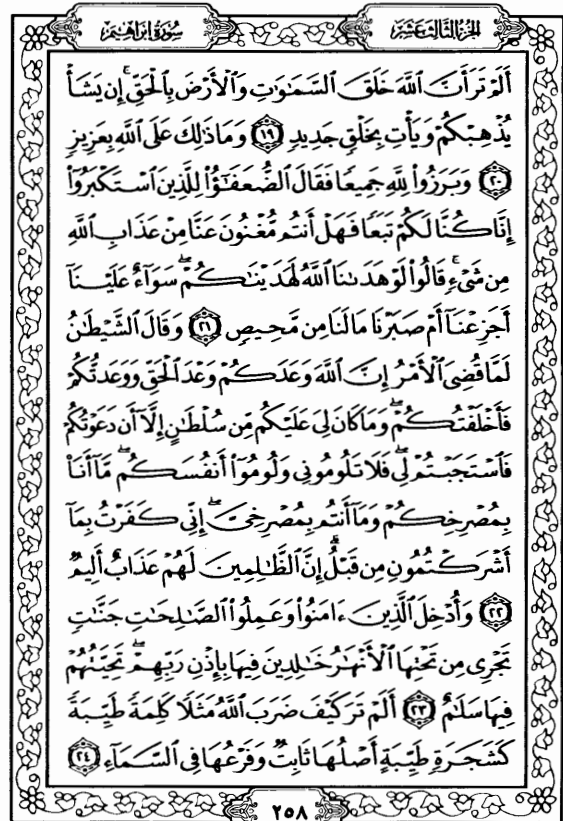 الجزء الثالث عشر
سورة إبراهيم
أَلَمْ تَرَ أَنَّ ٱللَّهَ خَلَقَ ٱلسَّمَٰوَٰتِ وَٱلْأَرْضَ بِٱلْحَقِّ ۚ إِن يَشَأْ
يُذْهِبْكُمْ وَيَأْتِ بِخَلْقٍ جَدِيدٍ ١٩ وَمَا ذَٰلِكَ عَلَى ٱللَّهِ بِعَزِيزٍ
٢٠ وَبَرَزُوا۟ لِلَّهِ جَمِيعًا فَقَالَ ٱلضُّعَفَٰٓؤُا۟ لِلَّذِينَ ٱسْتَكْبَرُوٓا۟
إِنَّا كُنَّا لَكُمْ تَبَعًا فَهَلْ أَنتُم مُّغْنُونَ عَنَّا مِنْ عَذَابِ ٱللَّهِ
مِن شَىْءٍ ۚ قَالُوا۟ لَوْ هَدَىٰنَا ٱللَّهُ لَهَدَيْنَٰكُمْ ۖ سَوَآءٌ عَلَيْنَآ
أَجَزِعْنَآ أَمْ صَبَرْنَا مَا لَنَا مِن مَّحِيصٍ ٢١ وَقَالَ ٱلشَّيْطَٰنُ
لَمَّا قُضِىَ ٱلْأَمْرُ إِنَّ ٱللَّهَ وَعَدَكُمْ وَعْدَ ٱلْحَقِّ وَوَعَدتُّكُمْ
فَأَخْلَفْتُكُمْ ۖ وَمَا كَانَ لِىَ عَلَيْكُم مِّن سُلْطَٰنٍ إِلَّآ أَن دَعَوْتُكُمْ
فَٱسْتَجَبْتُمْ لِى ۖ فَلَا تَلُومُونِى وَلُومُوٓا۟ أَنفُسَكُم ۖ مَّآ أَنَا۠
بِمُصْرِخِكُمْ وَمَآ أَنتُم بِمُصْرِخِىَّ ۖ إِنِّى كَفَرْتُ بِمَآ
أَشْرَكْتُمُونِ مِن قَبْلُ ۗ إِنَّ ٱلظَّٰلِمِينَ لَهُمْ عَذَابٌ أَلِيمٌ
٢٢ وَأُدْخِلَ ٱلَّذِينَ ءَامَنُوا۟ وَعَمِلُوا۟ ٱلصَّٰلِحَٰتِ جَنَّٰتٍ
تَجْرِى مِن تَحْتِهَا ٱلْأَنْهَٰرُ خَٰلِدِينَ فِيهَا بِإِذْنِ رَبِّهِمْ ۖ تَحِيَّتُهُمْ
فِيهَا سَلَٰمٌ ٢٣ أَلَمْ تَرَ كَيْفَ ضَرَبَ ٱللَّهُ مَثَلًا كَلِمَةً طَيِّبَةً
كَشَجَرَةٍ طَيِّبَةٍ أَصْلُهَا ثَابِتٌ وَفَرْعُهَا فِى ٱلسَّمَآءِ ٢٤
٢٥٨